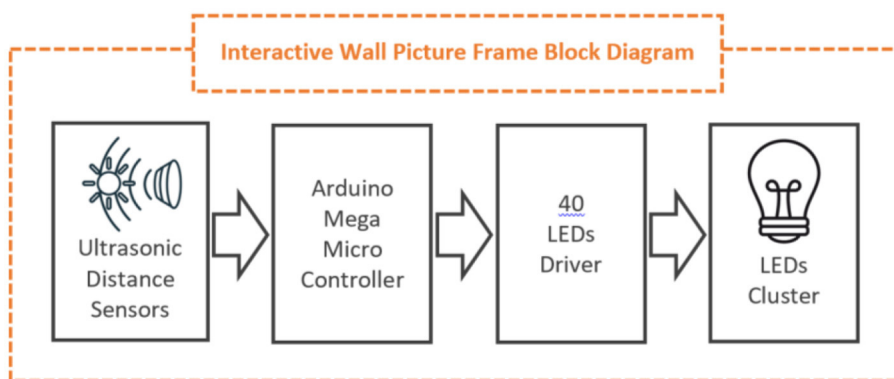 Interactive Wall Picture Frame Block Diagram
Ultrasonic
Distance
Sensors
Arduino
Mega
Micro
Controller
40
LEDs
Driver
LEDs
Cluster